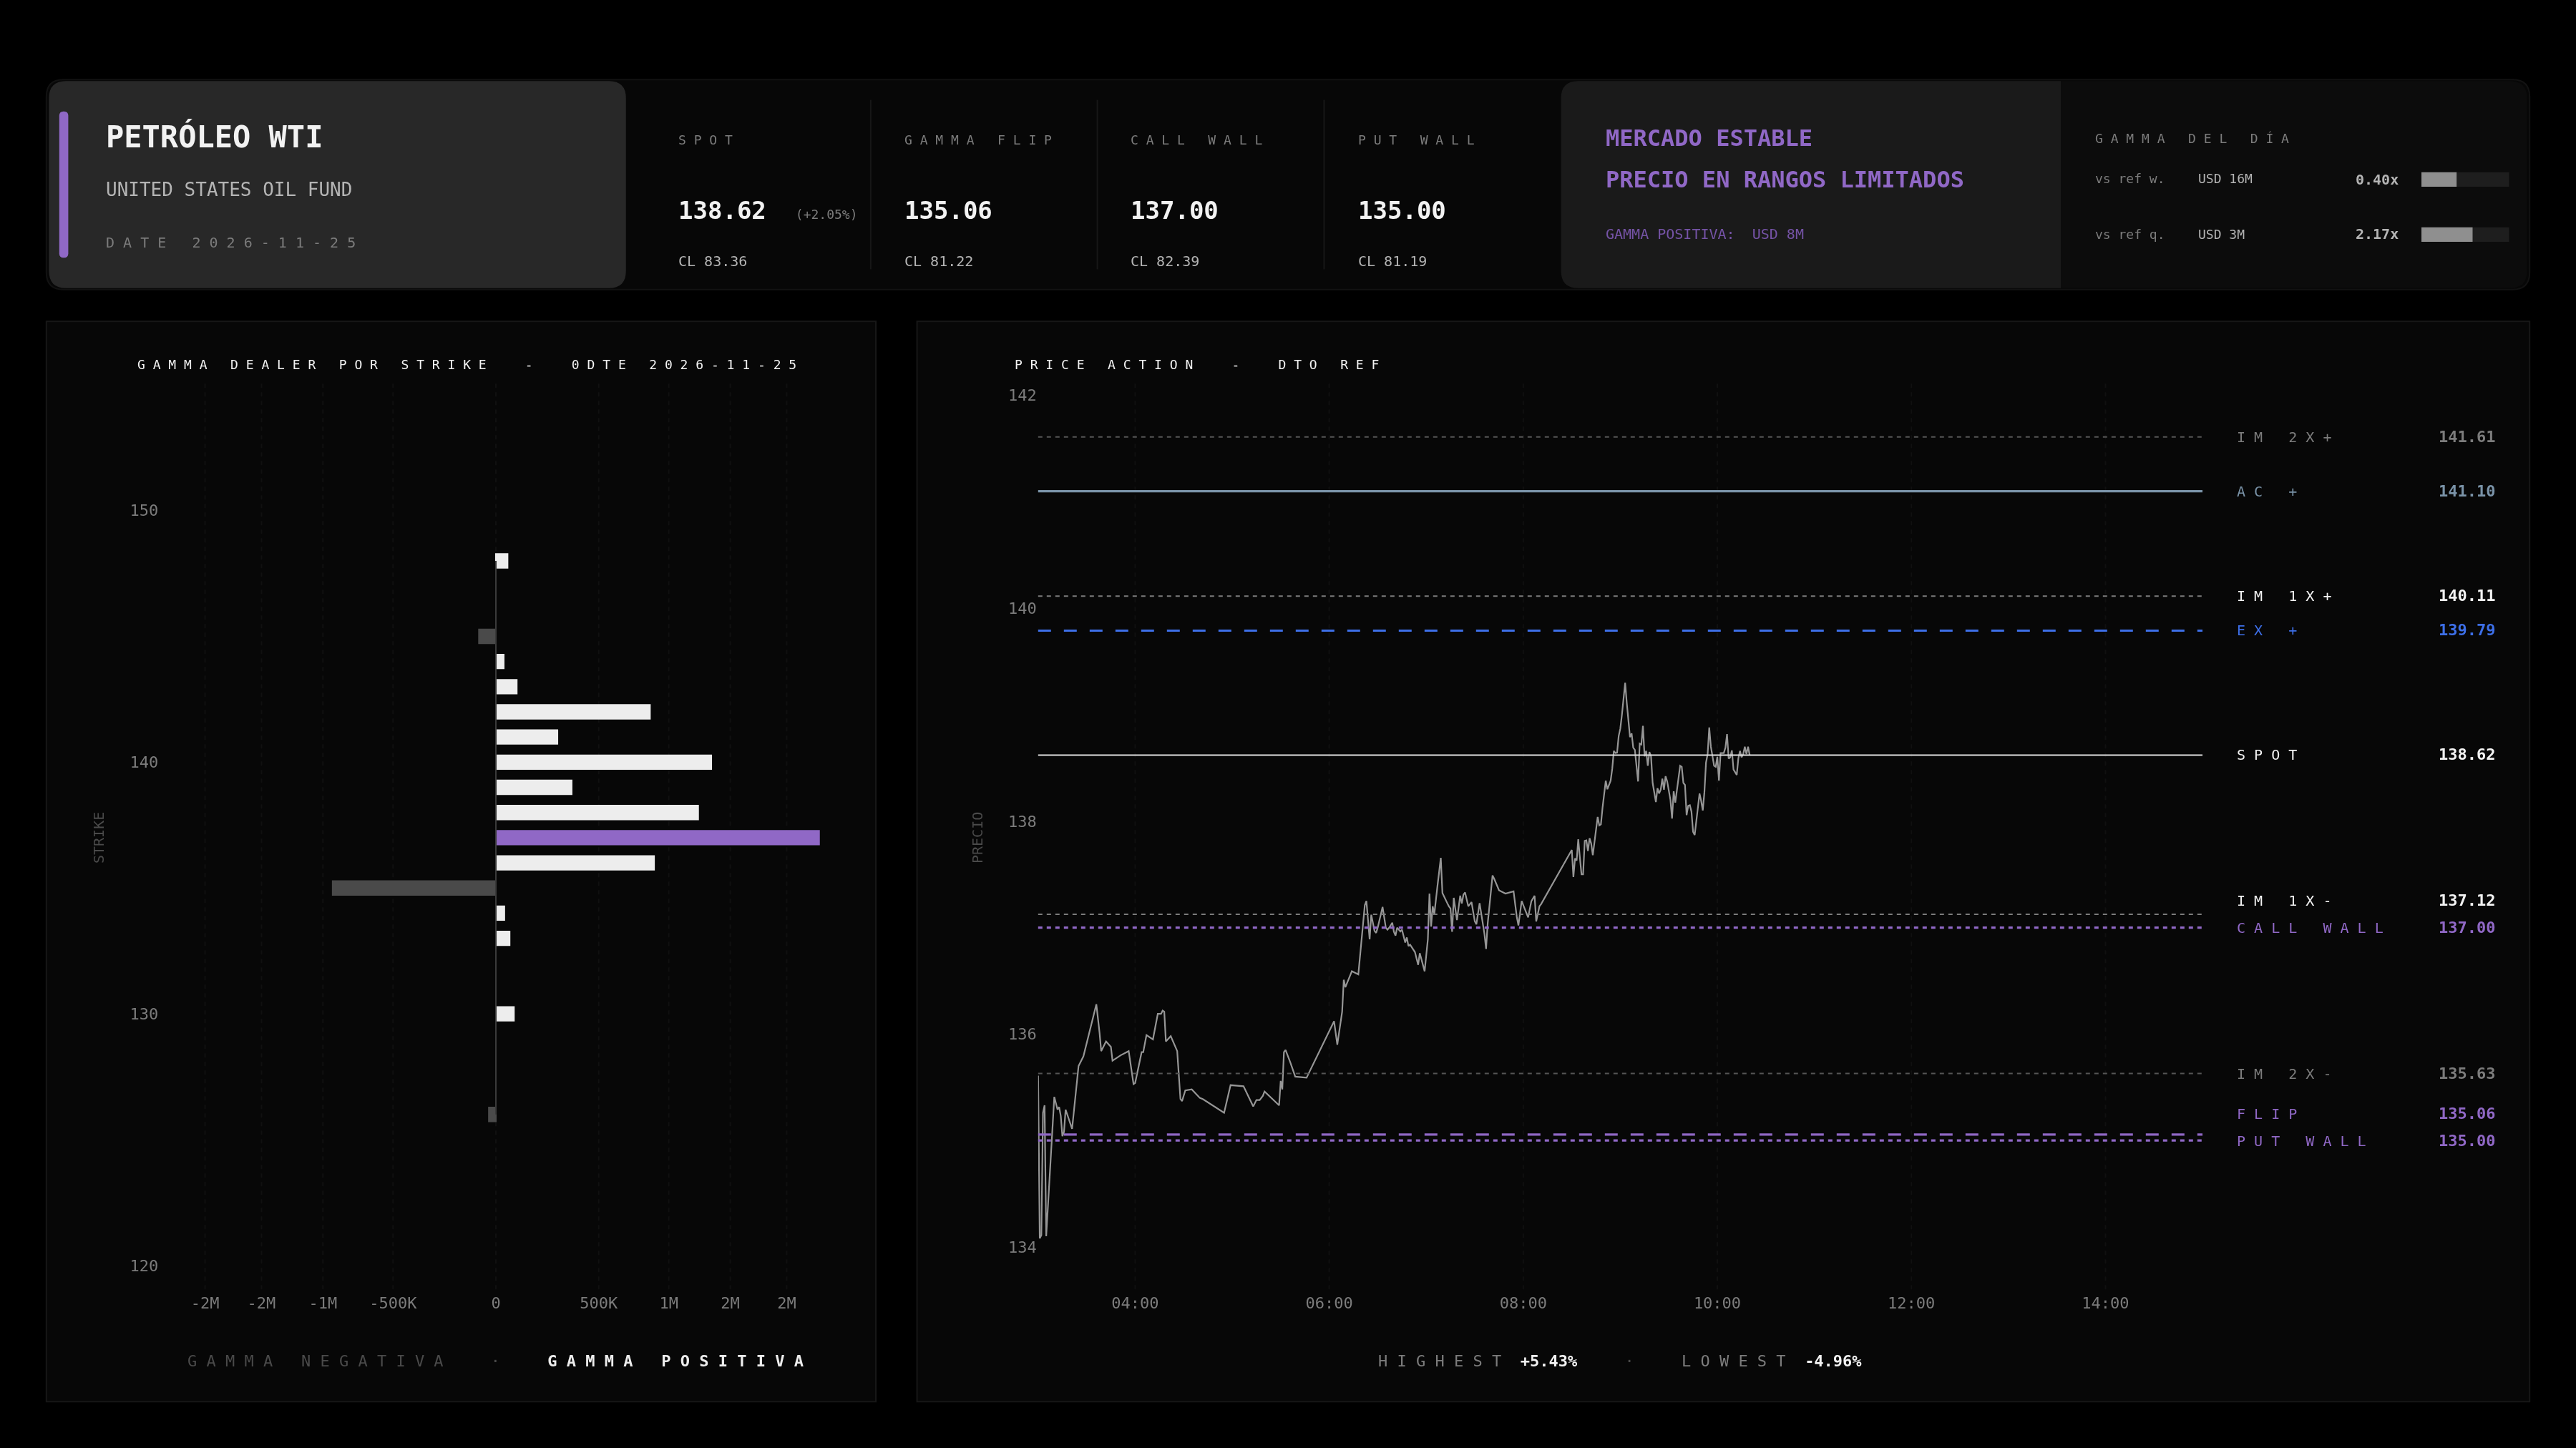 PETRÓLEO WTI
UNITED STATES OIL FUND
DATE 2026-11-25
SPOT
138.62 (+2.05%)
CL 83.36
GAMMA FLIP
135.06
CL 81.22
CALL WALL
137.00
CL 82.39
PUT WALL
135.00
CL 81.19
MERCADO ESTABLE
PRECIO EN RANGOS LIMITADOS
GAMMA POSITIVA: USD 8M
GAMMA DEL DÍA
vs ref w. USD 16M 0.40x
vs ref q. USD 3M 2.17x
GAMMA DEALER POR STRIKE - 0DTE 2026-11-25
STRIKE
150
140
130
120
-2M -2M -1M -500K 0 500K 1M 2M 2M
GAMMA NEGATIVA · GAMMA POSITIVA
PRICE ACTION - DTO REF
PRECIO
142
140
138
136
134
IM 2X+ 141.61
AC + 141.10
IM 1X+ 140.11
EX + 139.79
SPOT 138.62
IM 1X- 137.12
CALL WALL 137.00
IM 2X- 135.63
FLIP 135.06
PUT WALL 135.00
04:00 06:00 08:00 10:00 12:00 14:00
HIGHEST +5.43% · LOWEST -4.96%